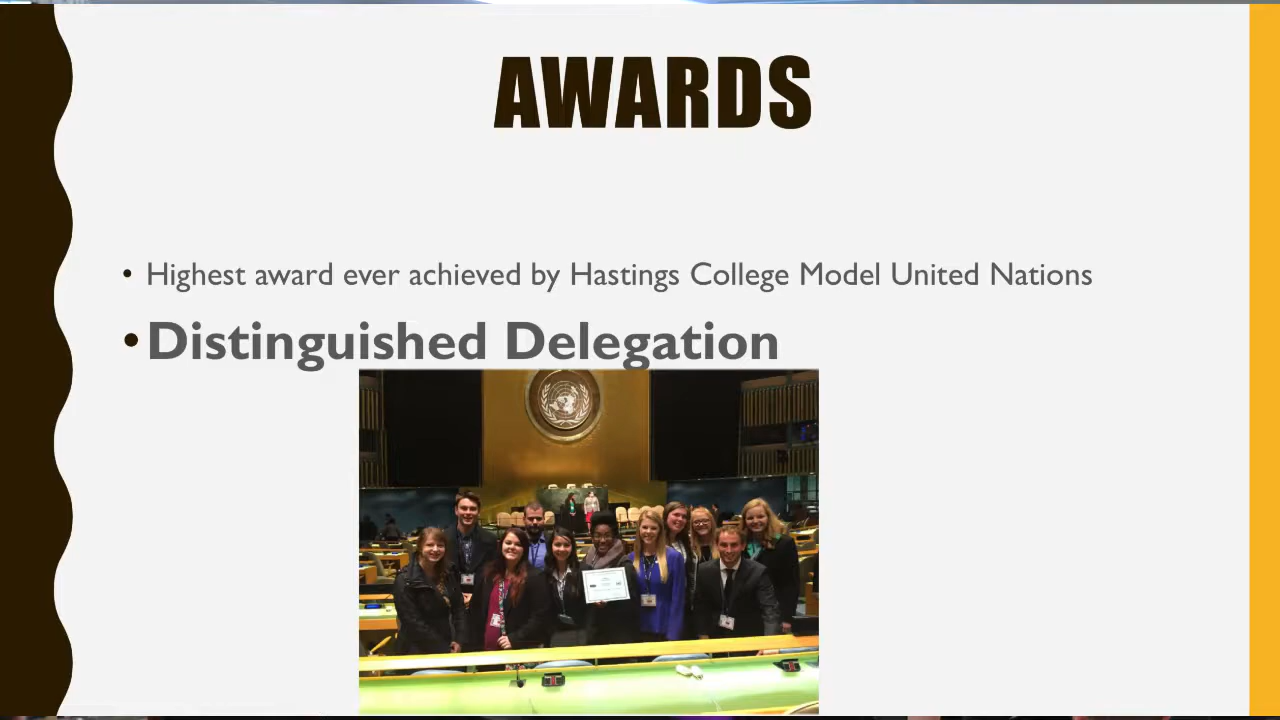 AWARDS
• Highest award ever achieved by Hastings College Model United Nations
• Distinguished Delegation